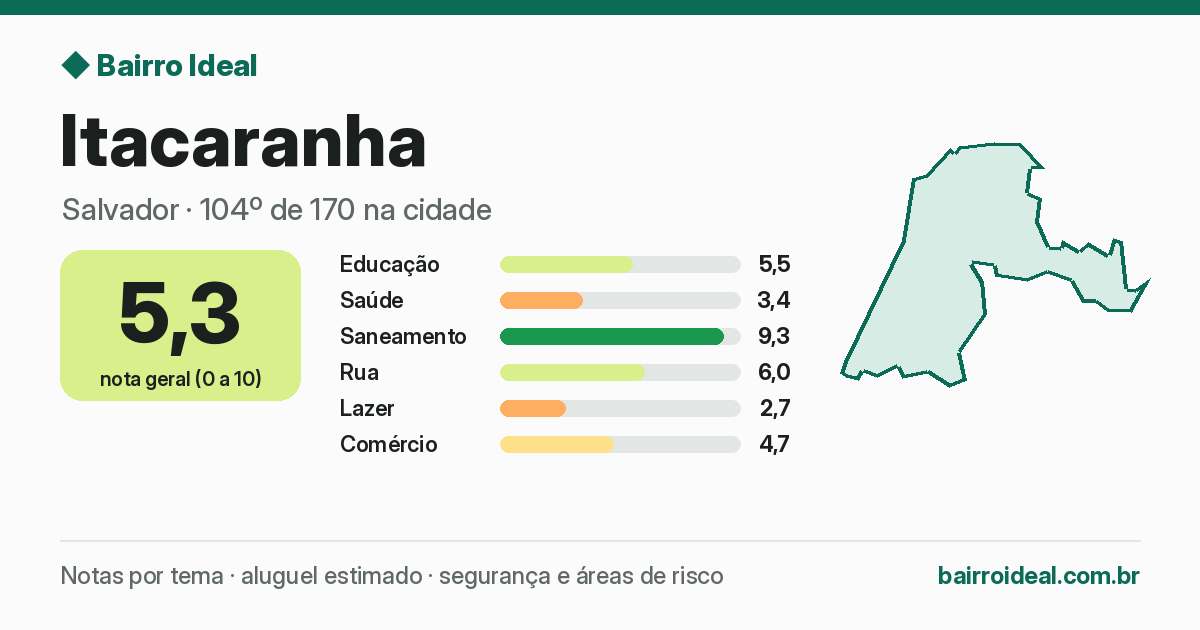 Bairro Ideal
Itacaranha
Salvador · 104º de 170 na cidade
5,3
nota geral (0 a 10)
Educação 5,5
Saúde 3,4
Saneamento 9,3
Rua 6,0
Lazer 2,7
Comércio 4,7
Notas por tema · aluguel estimado · segurança e áreas de risco
bairroideal.com.br